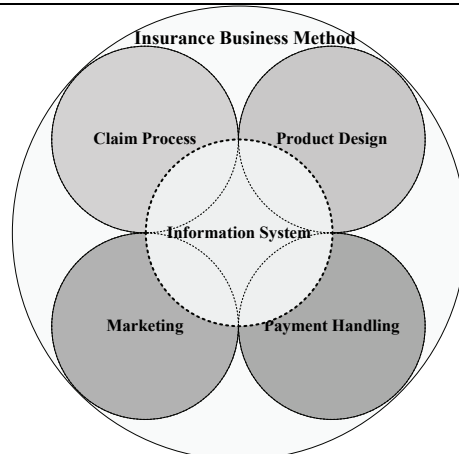 Insurance Business Method
Claim Process
Product Design
Information System
Marketing
Payment Handling